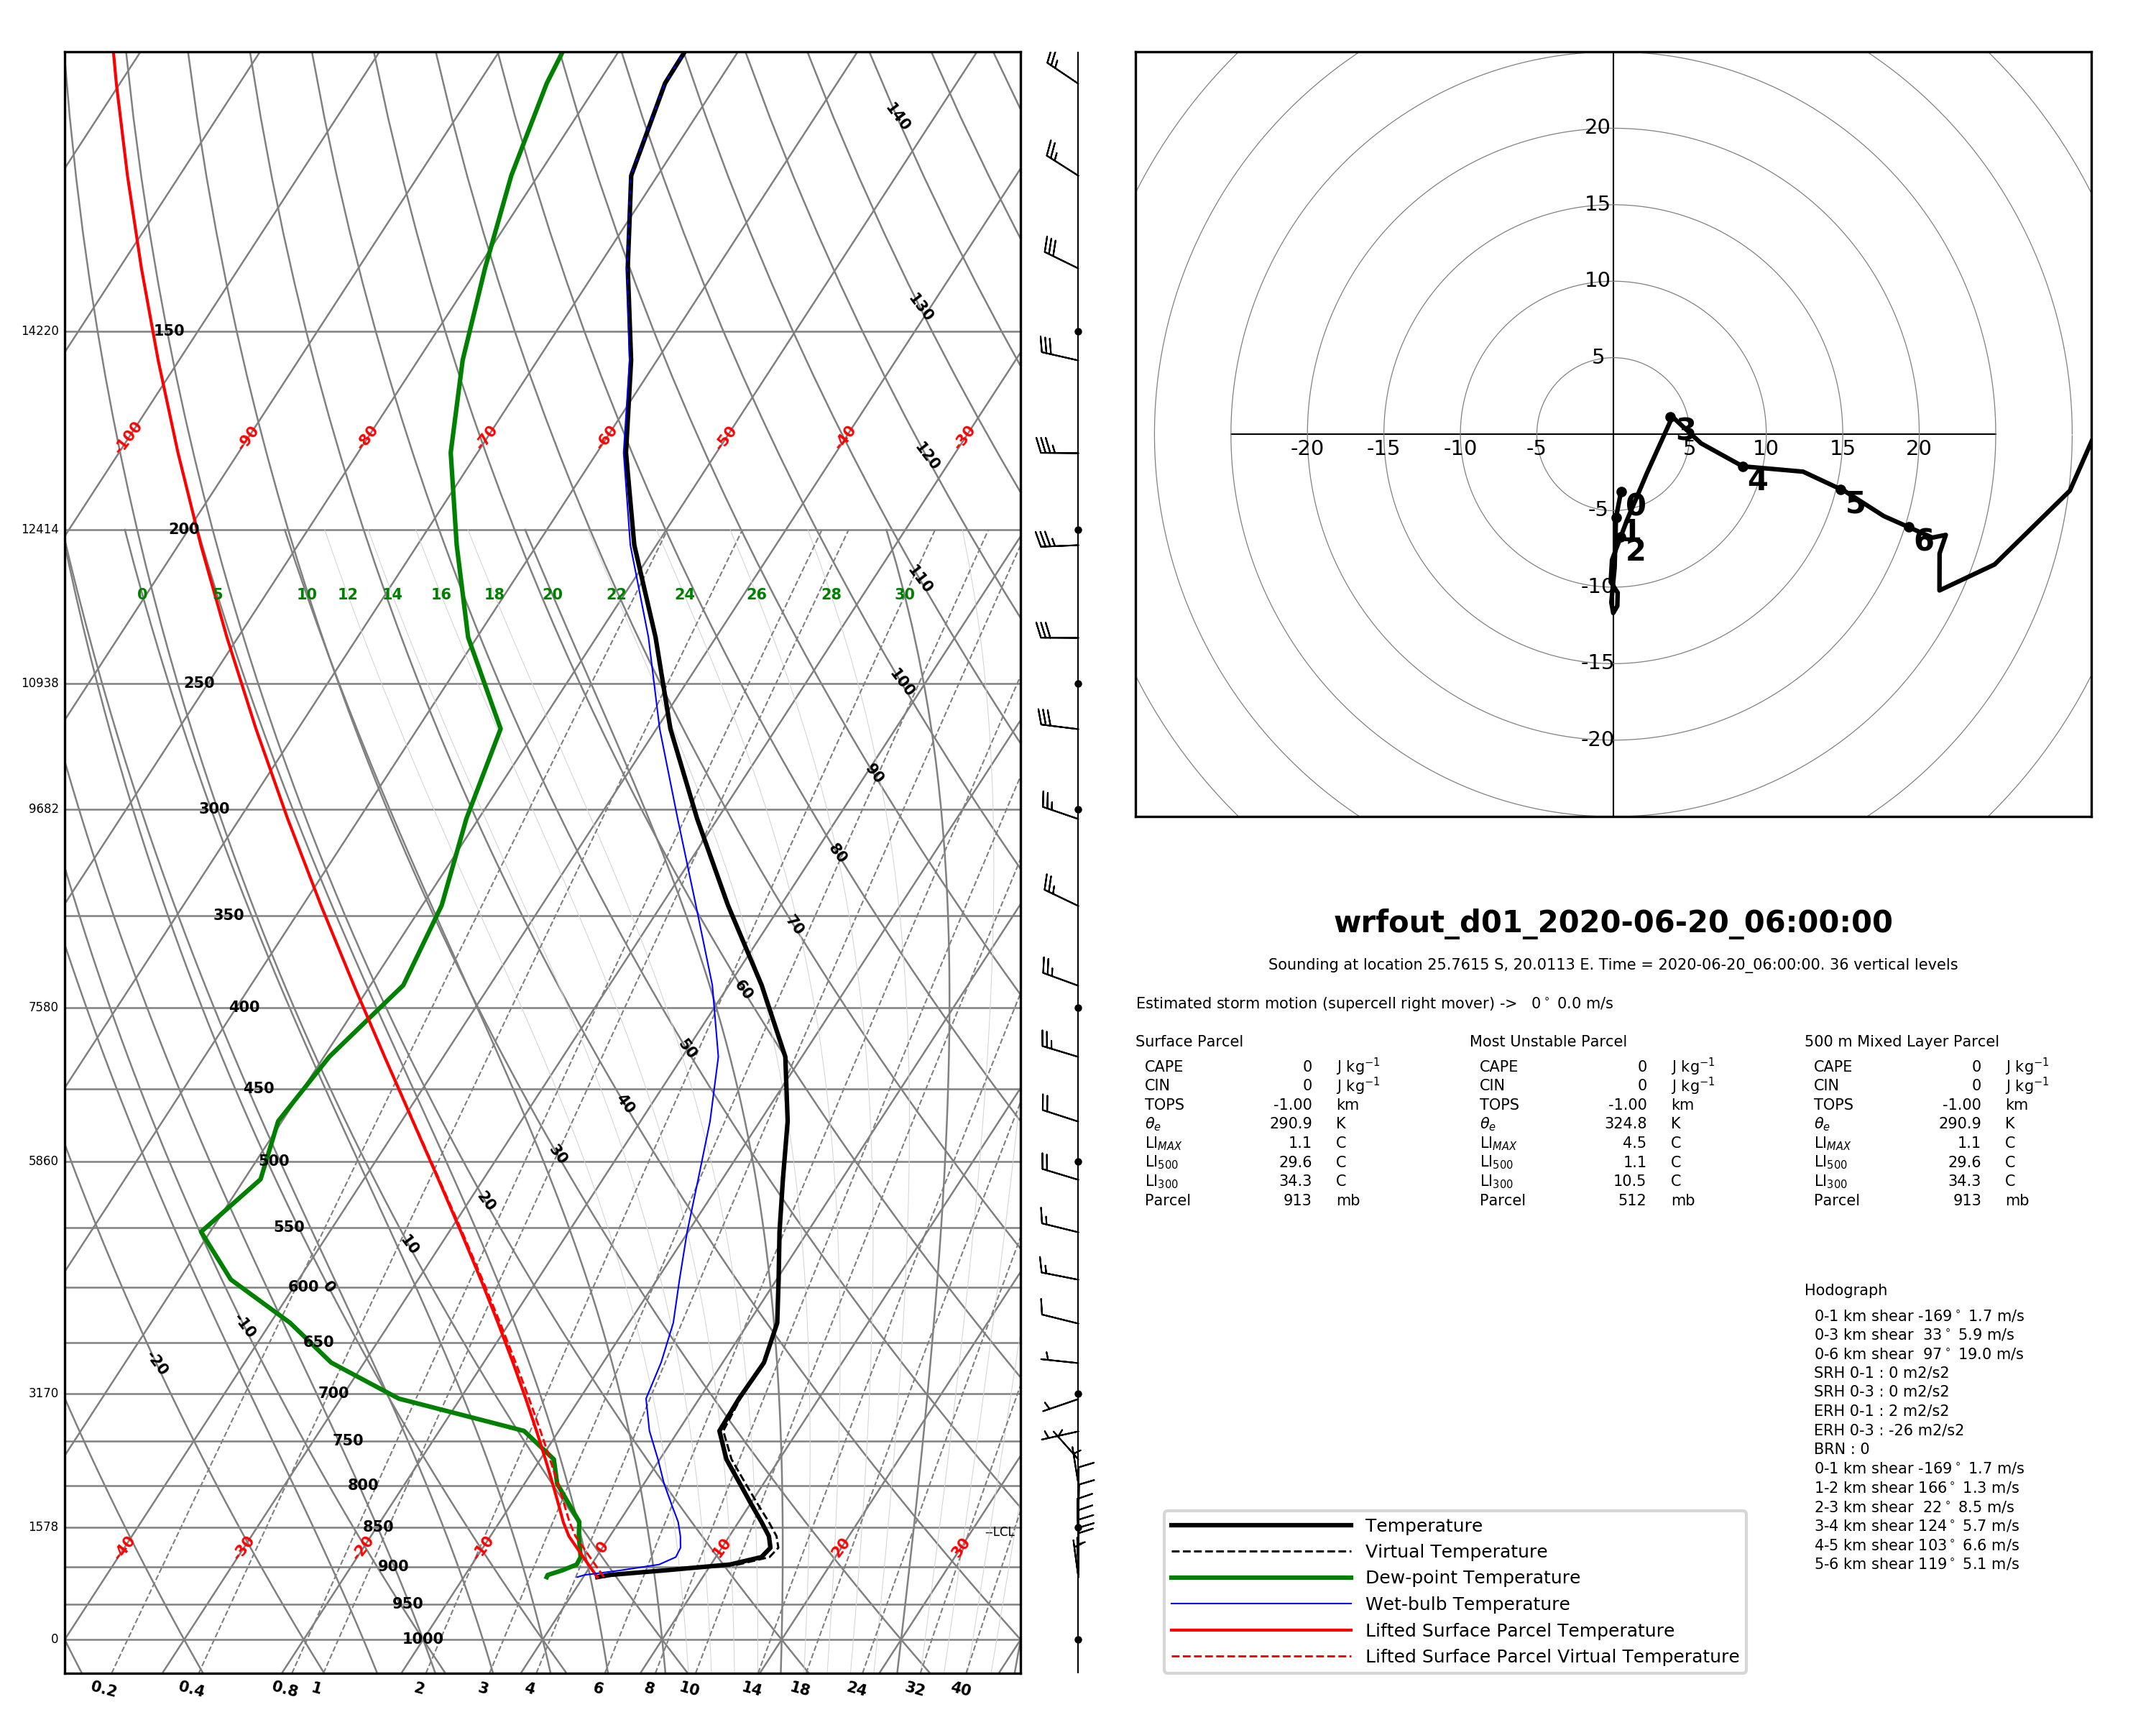 140
130
14220 150
-100 -90 -80 -70 -60 -50 -40 -30
120
12414 200
110
0 5 10 12 14 16 18 20 22 24 26 28 30
10938 250
100
90
9682 300
80
350
70
60
7580 400
50
450
40
5860 500
30
20
550
10
600 0
-10 650
-20
3170 700
750
800
1578 850 --LCL
-40 -30 -20 -10 0 10 20 30
900
950
0 1000
0.2 0.4 0.8 1 2 3 4 6 8 10 14 18 24 32 40
20
15
10
5
-20 -15 -10 -5 5 10 15 20
-5
-10
-15
-20
0
1
2
3
4
5
6
wrfout_d01_2020-06-20_06:00:00
Sounding at location 25.7615 S, 20.0113 E. Time = 2020-06-20_06:00:00. 36 vertical levels
Estimated storm motion (supercell right mover) -> 0° 0.0 m/s
Surface Parcel
CAPE 0 J kg⁻¹
CIN 0 J kg⁻¹
TOPS -1.00 km
θe 290.9 K
LIMAX 1.1 C
LI500 29.6 C
LI300 34.3 C
Parcel 913 mb
Most Unstable Parcel
CAPE 0 J kg⁻¹
CIN 0 J kg⁻¹
TOPS -1.00 km
θe 324.8 K
LIMAX 4.5 C
LI500 1.1 C
LI300 10.5 C
Parcel 512 mb
500 m Mixed Layer Parcel
CAPE 0 J kg⁻¹
CIN 0 J kg⁻¹
TOPS -1.00 km
θe 290.9 K
LIMAX 1.1 C
LI500 29.6 C
LI300 34.3 C
Parcel 913 mb
Hodograph
0-1 km shear -169° 1.7 m/s
0-3 km shear 33° 5.9 m/s
0-6 km shear 97° 19.0 m/s
SRH 0-1 : 0 m2/s2
SRH 0-3 : 0 m2/s2
ERH 0-1 : 2 m2/s2
ERH 0-3 : -26 m2/s2
BRN : 0
0-1 km shear -169° 1.7 m/s
1-2 km shear 166° 1.3 m/s
2-3 km shear 22° 8.5 m/s
3-4 km shear 124° 5.7 m/s
4-5 km shear 103° 6.6 m/s
5-6 km shear 119° 5.1 m/s
Temperature
Virtual Temperature
Dew-point Temperature
Wet-bulb Temperature
Lifted Surface Parcel Temperature
Lifted Surface Parcel Virtual Temperature